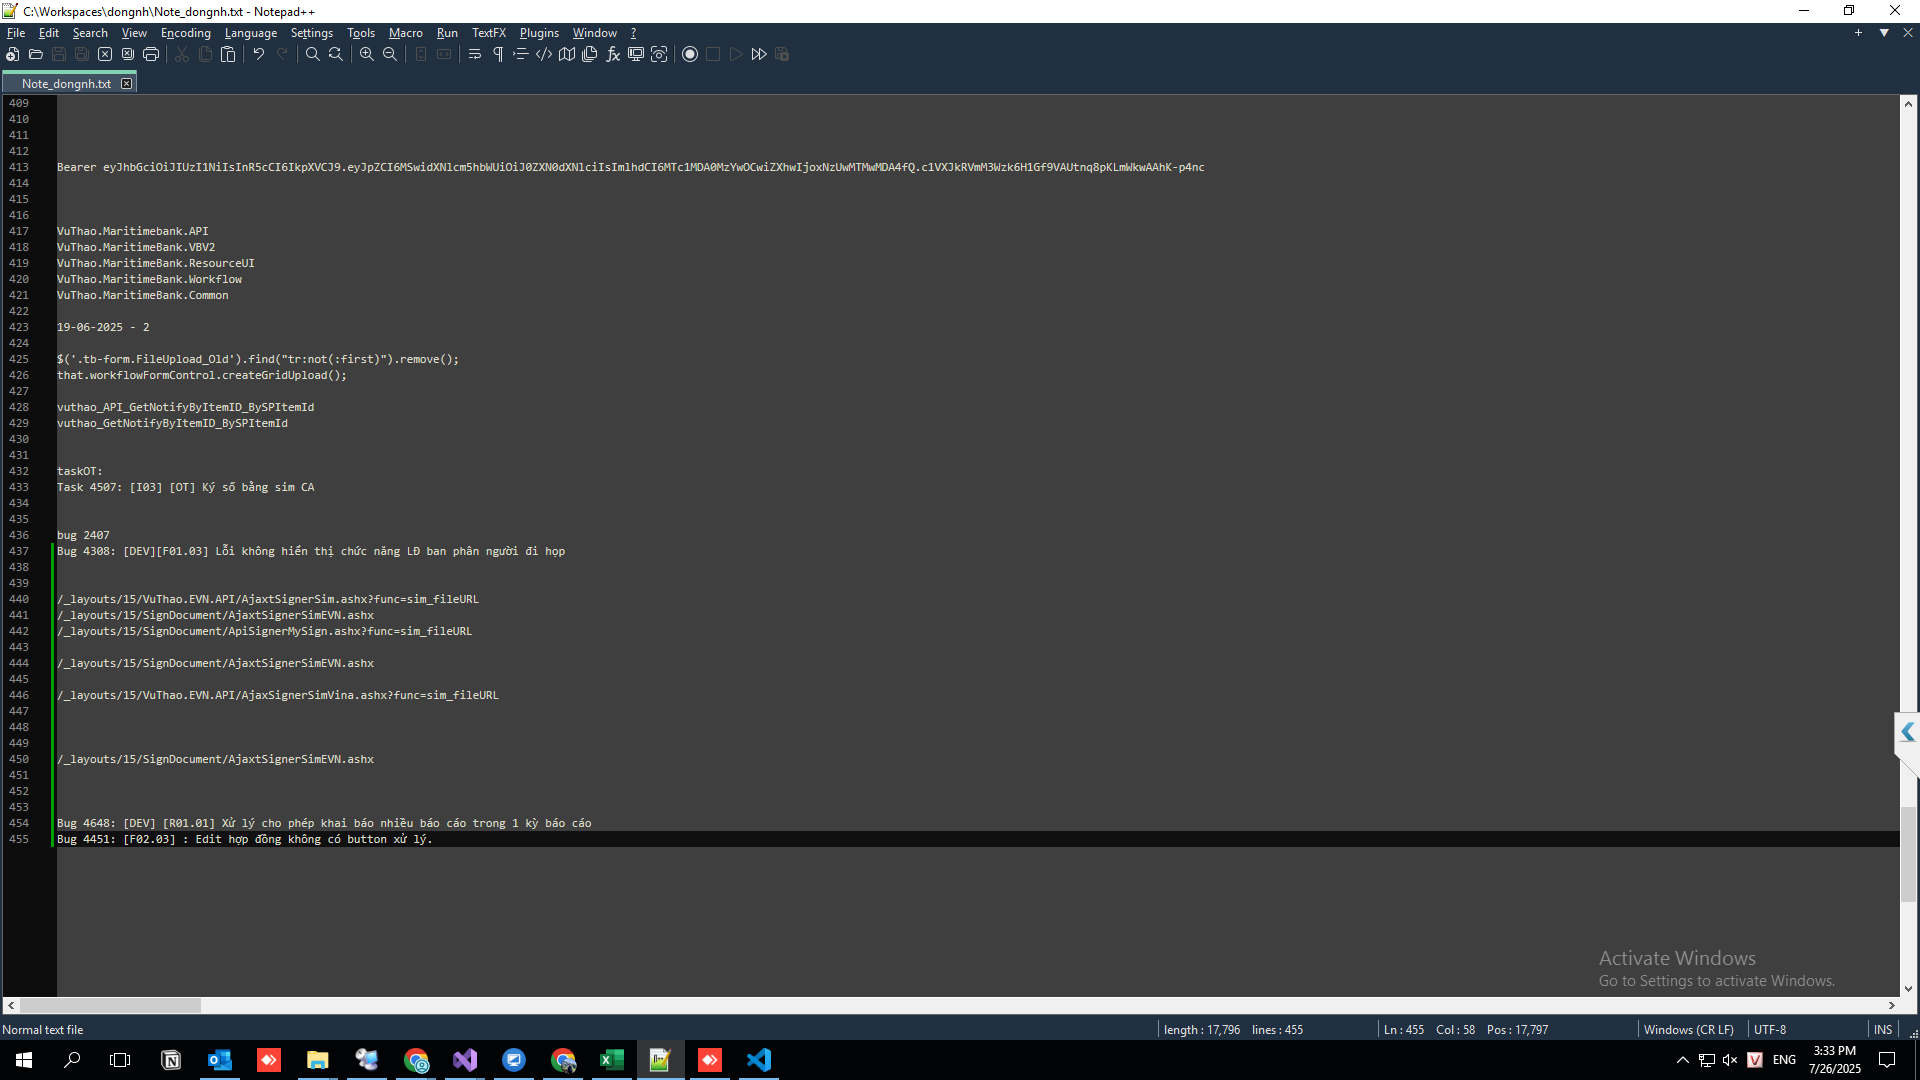 C:\Workspaces\dongnh\Note_dongnh.txt - Notepad++
File Edit Search View Encoding Language Settings Tools Macro Run TextFX Plugins Window ?
Note_dongnh.txt
409
410
411
412
413 Bearer eyJhbGciOiJIUzI1NiIsInR5cCI6IkpXVCJ9.eyJpZCI6MSwidXNlcm5hbWUiOiJ0ZXN0dXNlciIsImlhdCI6MTc1MDA0MzYwOCwiZXhwIjoxNzUwMTMwMDA4fQ.c1VXJkRVmM3Wzk6H1Gf9VAUtnq8pKLmWkwAAhK-p4nc
414
415
416
417 VuThao.Maritimebank.API
418 VuThao.MaritimeBank.VBV2
419 VuThao.MaritimeBank.ResourceUI
420 VuThao.MaritimeBank.Workflow
421 VuThao.MaritimeBank.Common
422
423 19-06-2025 - 2
424
425 $('.tb-form.FileUpload_Old').find("tr:not(:first)").remove();
426 that.workflowFormControl.createGridUpload();
427
428 vuthao_API_GetNotifyByItemID_BySPItemId
429 vuthao_GetNotifyByItemID_BySPItemId
430
431
432 taskOT:
433 Task 4507: [I03] [OT] Ký số bằng sim CA
434
435
436 bug 2407
437 Bug 4308: [DEV][F01.03] Lỗi không hiển thị chức năng LĐ ban phân người đi họp
438
439
440 /_layouts/15/VuThao.EVN.API/AjaxtSignerSim.ashx?func=sim_fileURL
441 /_layouts/15/SignDocument/AjaxtSignerSimEVN.ashx
442 /_layouts/15/SignDocument/ApiSignerMySign.ashx?func=sim_fileURL
443
444 /_layouts/15/SignDocument/AjaxtSignerSimEVN.ashx
445
446 /_layouts/15/VuThao.EVN.API/AjaxSignerSimVina.ashx?func=sim_fileURL
447
448
449
450 /_layouts/15/SignDocument/AjaxtSignerSimEVN.ashx
451
452
453
454 Bug 4648: [DEV] [R01.01] Xử lý cho phép khai báo nhiều báo cáo trong 1 kỳ báo cáo
455 Bug 4451: [F02.03] : Edit hợp đồng không có button xử lý.
Activate Windows
Go to Settings to activate Windows.
Normal text file length : 17,796 lines : 455 Ln : 455 Col : 58 Pos : 17,797 Windows (CR LF) UTF-8 INS
ENG
3:33 PM
7/26/2025